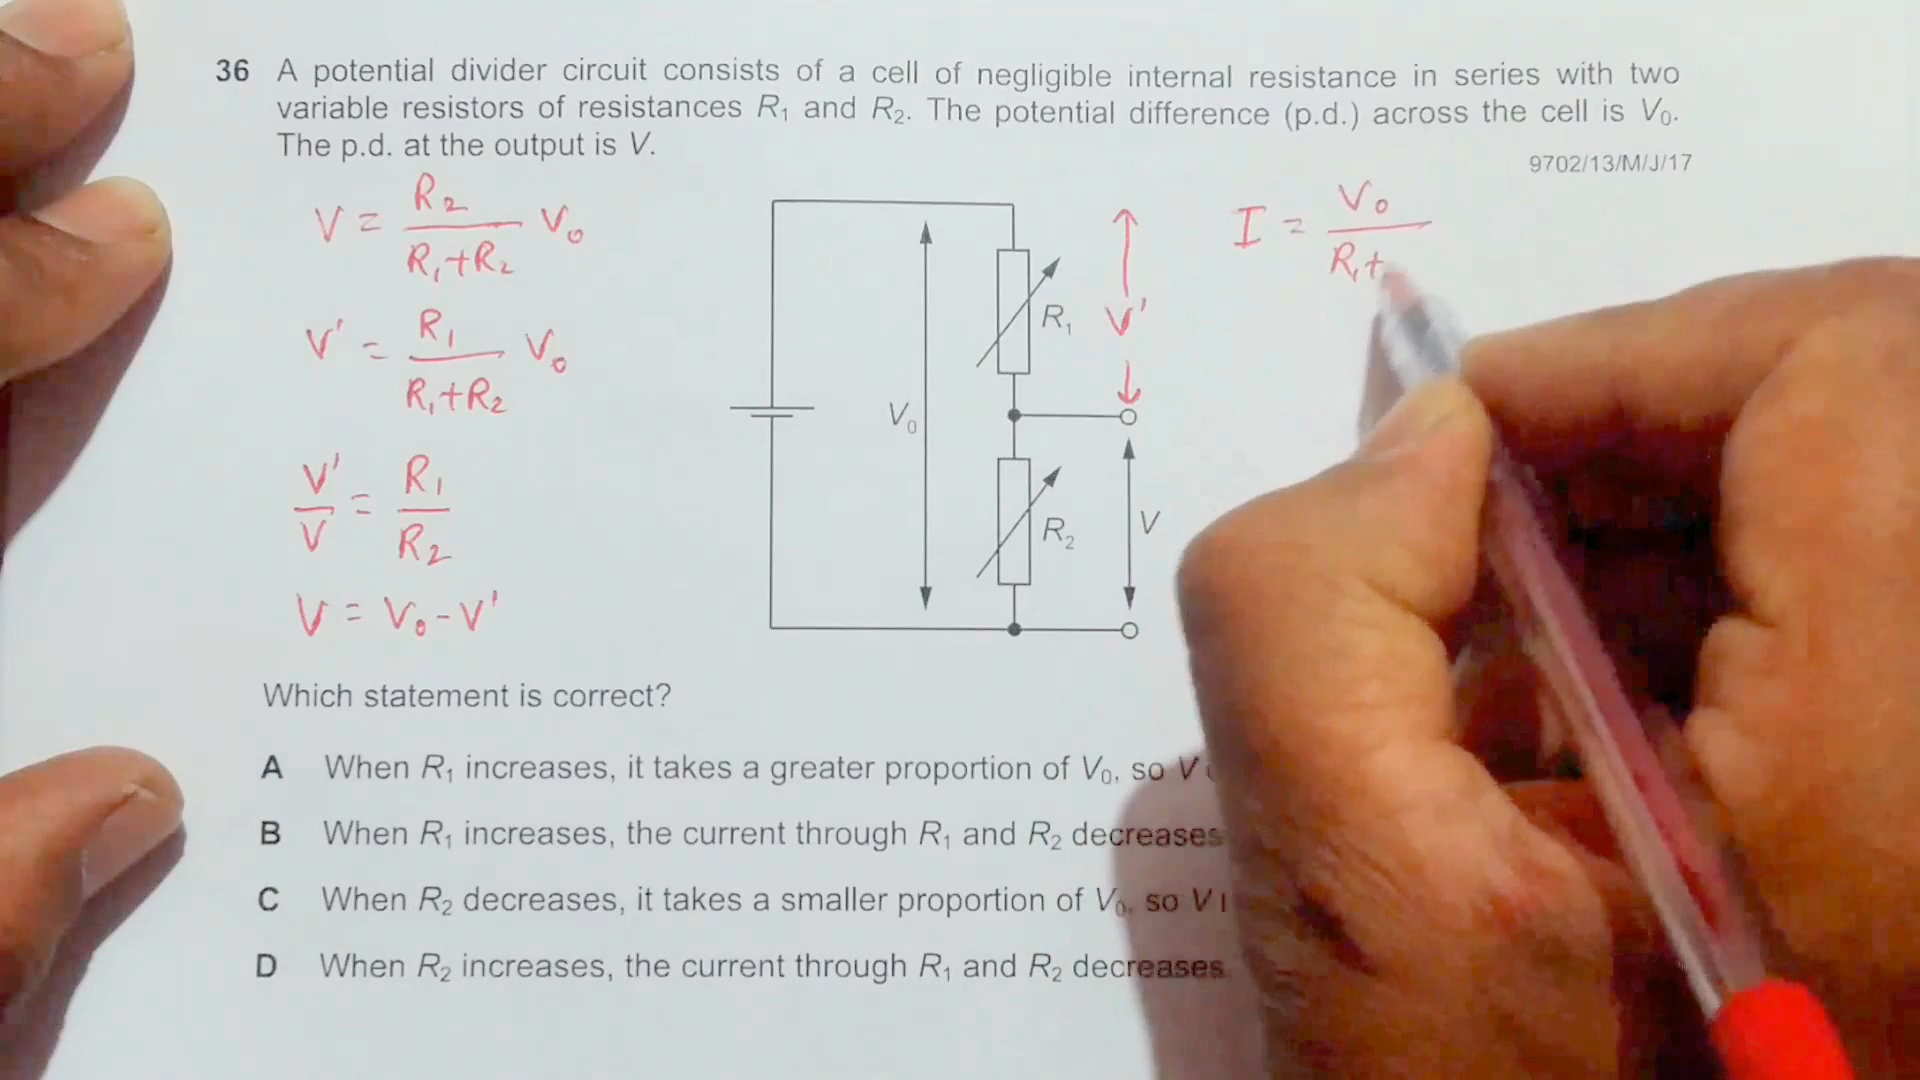 36 A potential divider circuit consists of a cell of negligible internal resistance in series with two
variable resistors of resistances R₁ and R₂. The potential difference (p.d.) across the cell is V₀.
The p.d. at the output is V.
9702/13/M/J/17
V = R₂ / R₁+R₂ V₀
V' = R₁ / R₁+R₂ V₀
V' / V = R₁ / R₂
V = V₀ - V'
V₀
R₁
V'
R₂
V
I = V₀ / R₁+
Which statement is correct?
A When R₁ increases, it takes a greater proportion of V₀, so V
B When R₁ increases, the current through R₁ and R₂ decreases
C When R₂ decreases, it takes a smaller proportion of V₀, so V
D When R₂ increases, the current through R₁ and R₂ decreases